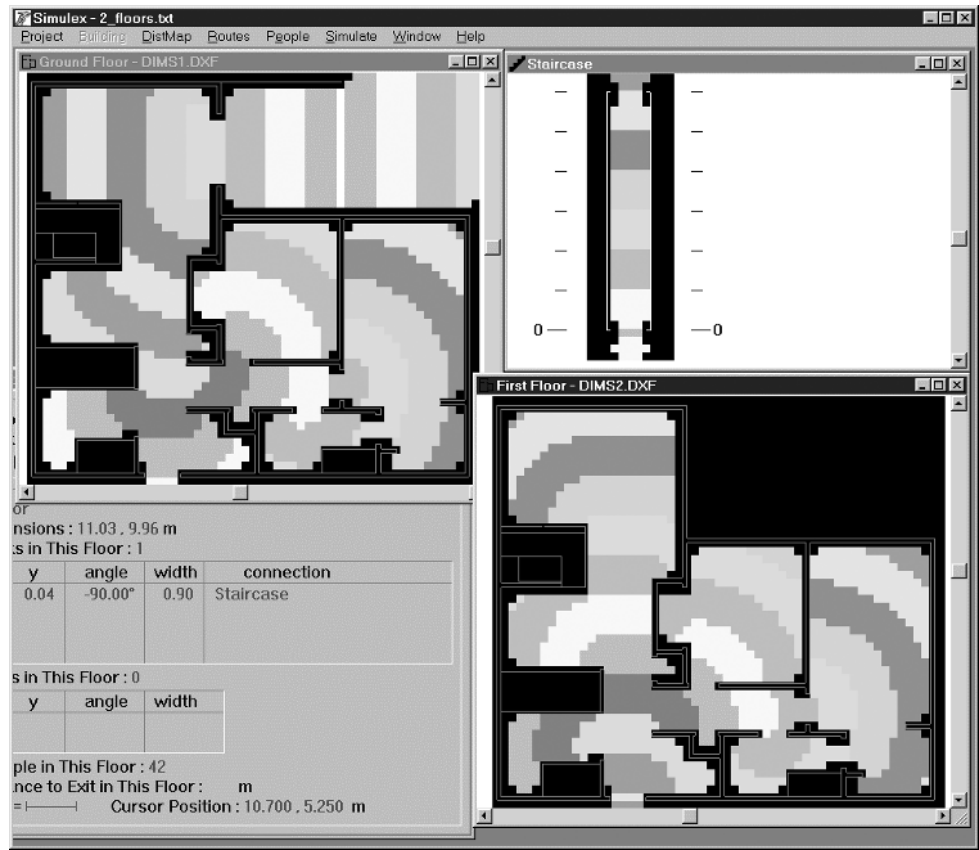 Simulex - 2_floors.txt
Project Building DistMap Routes People Simulate Window Help
Ground Floor - DIMS1.DXF
Staircase
0 0
First Floor - DIMS2.DXF
or
nsions : 11.03 , 9.96 m
s in This Floor : 1
y angle width connection
0.04 -90.00° 0.90 Staircase
s in This Floor : 0
y angle width
ple in This Floor : 42
nce to Exit in This Floor : m
= Cursor Position : 10.700 , 5.250 m